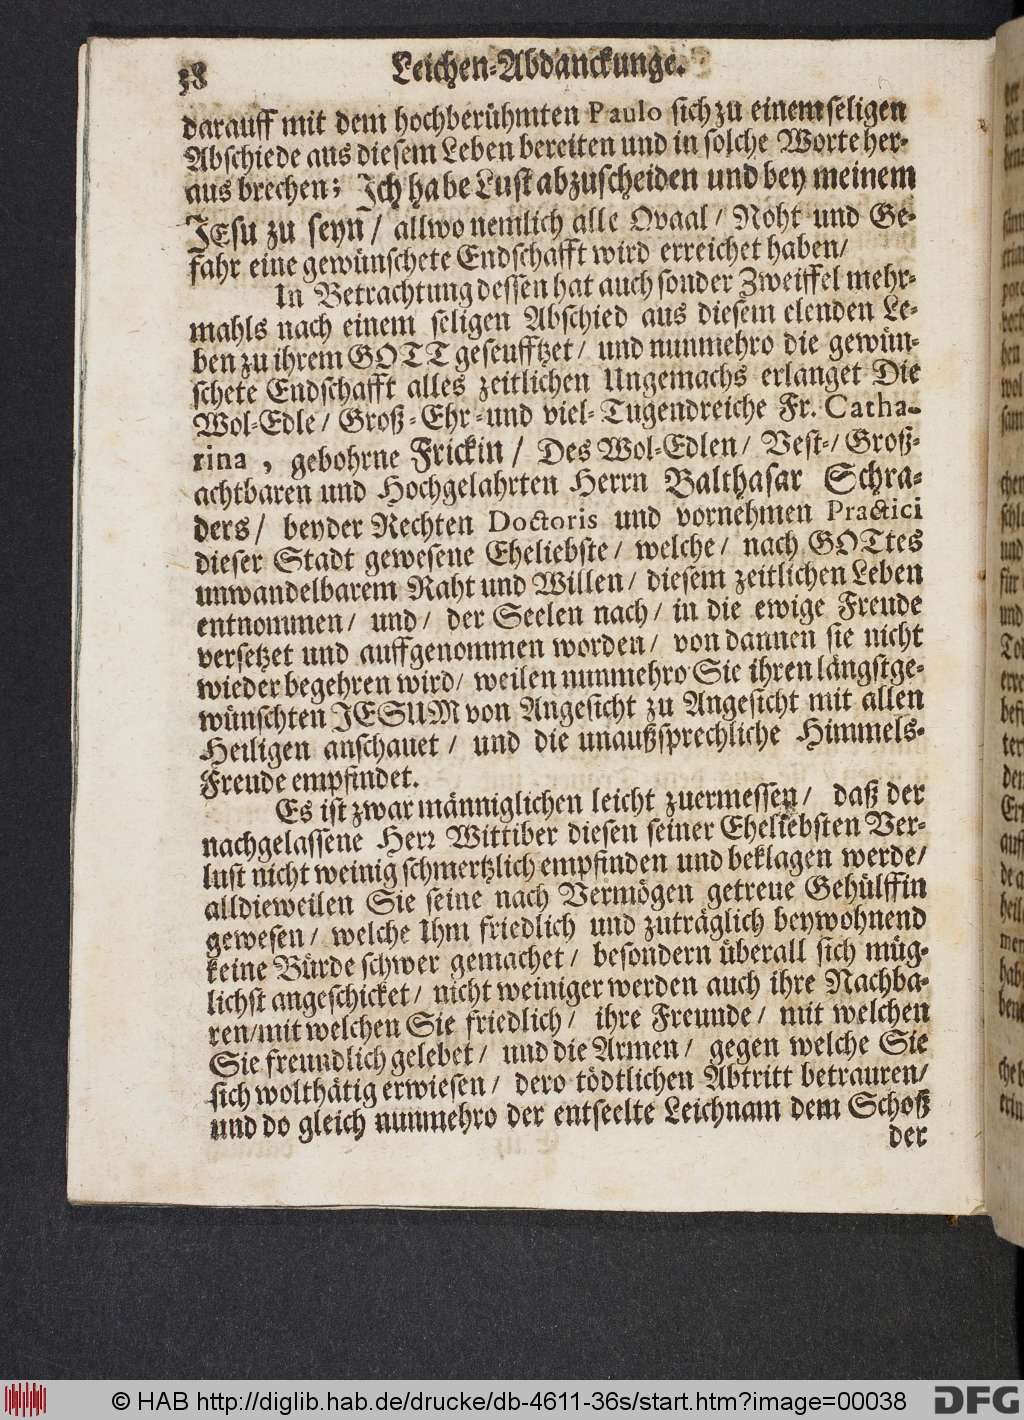 38 Leichen-Abdanckunge.
darauff mit dem hochberühmten Paulo sich zu einem seligen
Abschiede aus diesem Leben bereiten und in solche Worte her-
aus brechen; Ich habe Lust abzuscheiden und bey meinem
JEsu zu seyn / allwo nemlich alle Qvaal / Noht und Ge-
fahr eine gewünschete Endschafft wird erreichet haben /
In Betrachtung dessen hat auch sonder Zweiffel mehr-
mahls nach einem seligen Abschied aus diesem elenden Le-
ben zu ihrem GOTT geseufftzet / und nunmehro die gewün-
schete Endschafft alles zeitlichen Ungemachs erlanget Die
Wol-Edle / Groß-Ehr-und viel-Tugendreiche Fr. Catha-
rina, gebohrne Frickin / Des Wol-Edlen / Vest-/ Groß-
achtbaren und Hochgelahrten Herrn Balthasar Schra-
ders / beyder Rechten Doctoris und vornehmen Practici
dieser Stadt gewesene Eheliebste / welche / nach GOTTes
unwandelbarem Raht und Willen / diesem zeitlichen Leben
entnommen / und / der Seelen nach / in die ewige Freude
versetzet und auffgenommen worden / von dannen sie nicht
wieder begehren wird / weilen nunmehro Sie ihren längstge-
wünschten JESUM von Angesicht zu Angesicht mit allen
Heiligen anschauet / und die unaußsprechliche Himmels-
Freude empfindet.
Es ist zwar männiglichen leicht zuermessen / daß der
nachgelassene Herr Wittiber diesen seiner Eheliebsten Ver-
lust nicht weinig schmertzlich empfinden und beklagen werde /
alldieweilen Sie seine nach Vermögen getreue Gehülffin
gewesen / welche Ihm friedlich und zuträglich beywohnend
keine Bürde schwer gemachet / besondern überall sich müg-
lichst angeschicket / nicht weiniger werden auch ihre Nachba-
ren / mit welchen Sie friedlich / ihre Freunde / mit welchen
Sie freundlich gelebet / und die Armen / gegen welche Sie
sich wolthätig erwiesen / dero tödtlichen Abtritt betrauren /
und do gleich nunmehro der entseelte Leichnam dem Schoß
der
© HAB http://diglib.hab.de/drucke/db-4611-36s/start.htm?image=00038
DFG